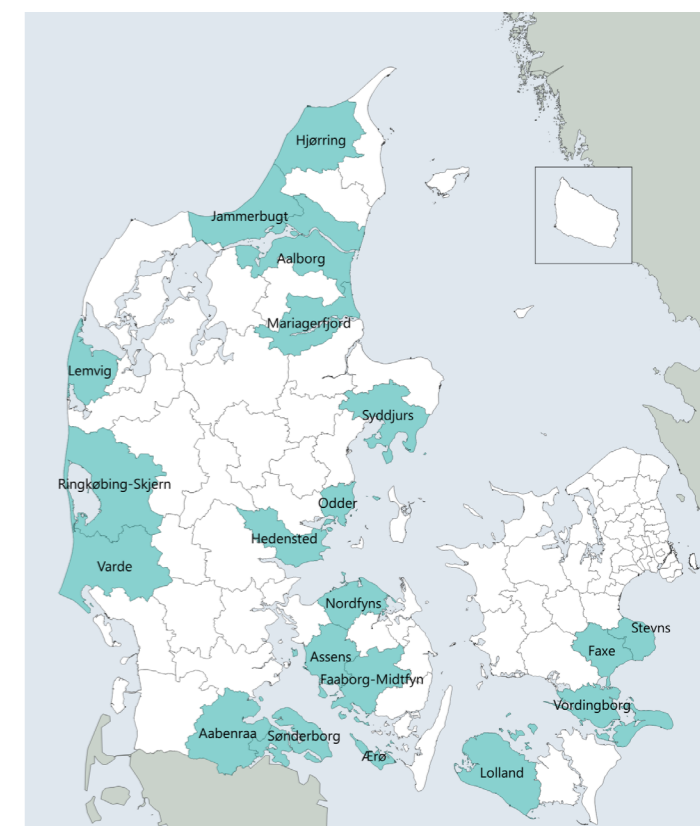 Hjørring
Jammerbugt
Aalborg
Mariagerfjord
Lemvig
Syddjurs
Ringkøbing-Skjern
Odder
Hedensted
Varde
Nordfyns
Stevns
Faxe
Assens
Faaborg-Midtfyn
Vordingborg
Aabenraa
Sønderborg
Ærø
Lolland